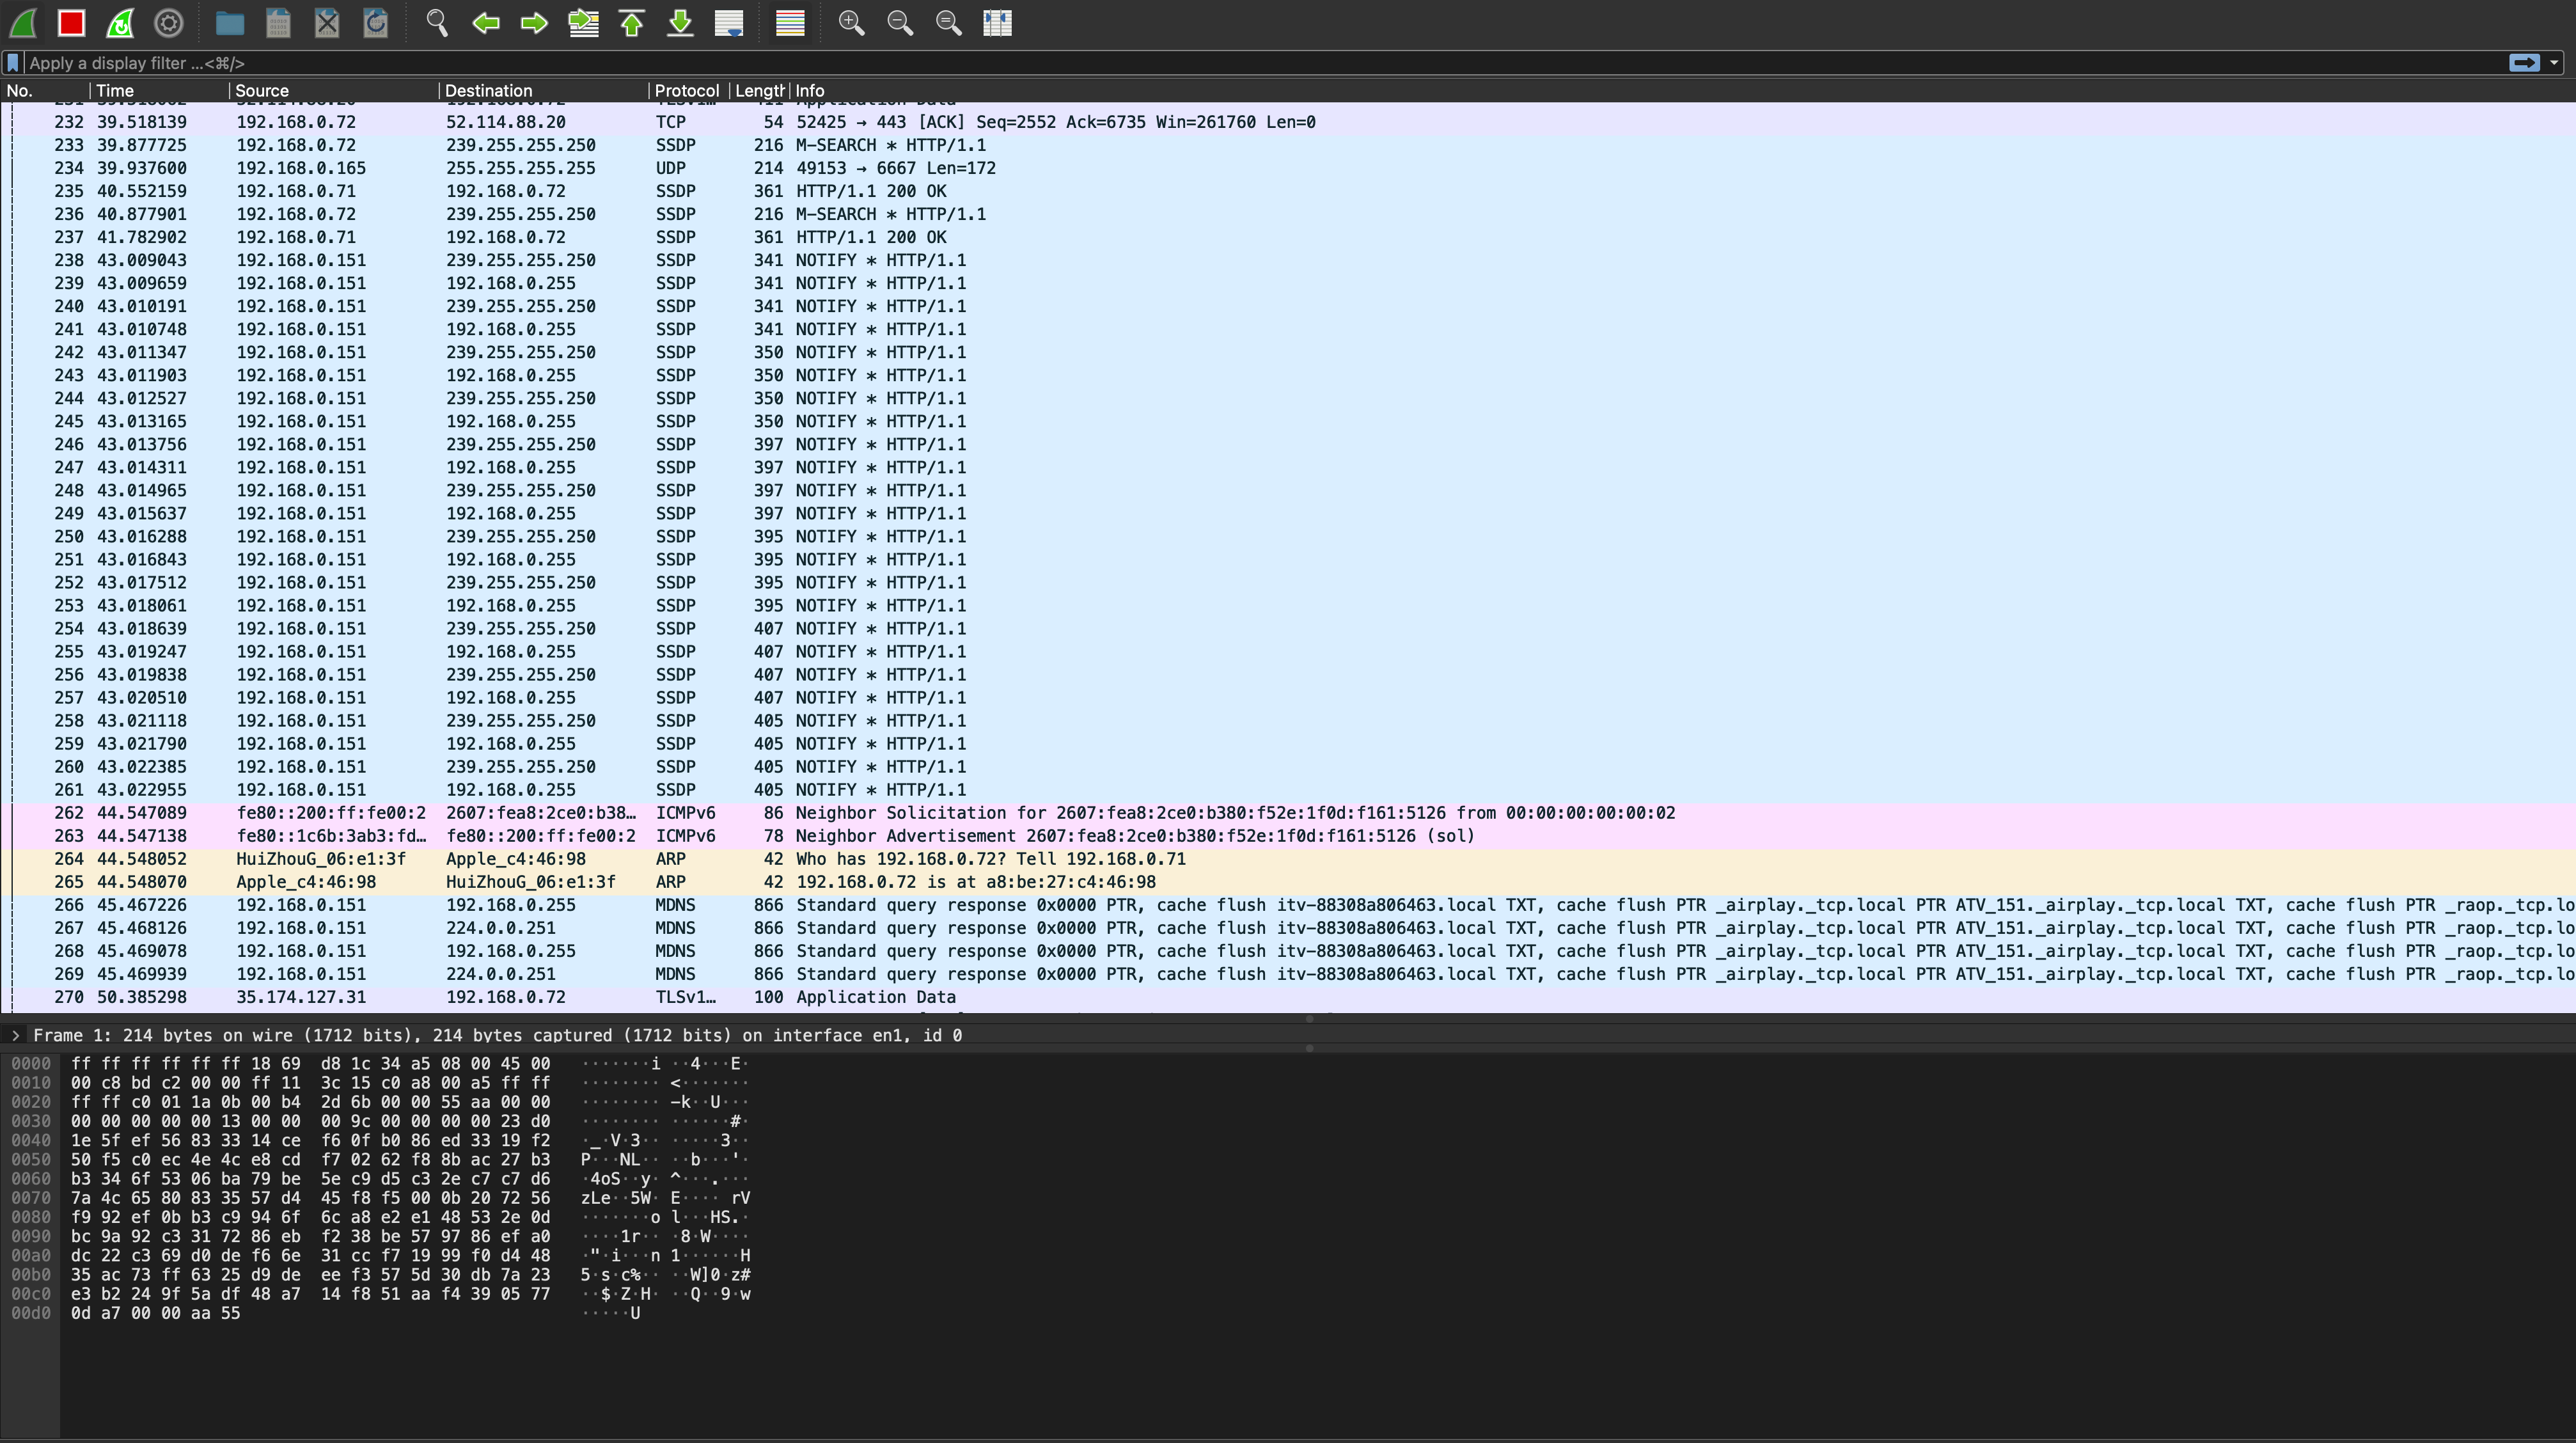 Apply a display filter ...<⌘/>
No. Time Source Destination Protocol Length Info
232 39.518139 192.168.0.72 52.114.88.20 TCP 54 52425 → 443 [ACK] Seq=2552 Ack=6735 Win=261760 Len=0
233 39.877725 192.168.0.72 239.255.255.250 SSDP 216 M-SEARCH * HTTP/1.1
234 39.937600 192.168.0.165 255.255.255.255 UDP 214 49153 → 6667 Len=172
235 40.552159 192.168.0.71 192.168.0.72 SSDP 361 HTTP/1.1 200 OK
236 40.877901 192.168.0.72 239.255.255.250 SSDP 216 M-SEARCH * HTTP/1.1
237 41.782902 192.168.0.71 192.168.0.72 SSDP 361 HTTP/1.1 200 OK
238 43.009043 192.168.0.151 239.255.255.250 SSDP 341 NOTIFY * HTTP/1.1
239 43.009659 192.168.0.151 192.168.0.255 SSDP 341 NOTIFY * HTTP/1.1
240 43.010191 192.168.0.151 239.255.255.250 SSDP 341 NOTIFY * HTTP/1.1
241 43.010748 192.168.0.151 192.168.0.255 SSDP 341 NOTIFY * HTTP/1.1
242 43.011347 192.168.0.151 239.255.255.250 SSDP 350 NOTIFY * HTTP/1.1
243 43.011903 192.168.0.151 192.168.0.255 SSDP 350 NOTIFY * HTTP/1.1
244 43.012527 192.168.0.151 239.255.255.250 SSDP 350 NOTIFY * HTTP/1.1
245 43.013165 192.168.0.151 192.168.0.255 SSDP 350 NOTIFY * HTTP/1.1
246 43.013756 192.168.0.151 239.255.255.250 SSDP 397 NOTIFY * HTTP/1.1
247 43.014311 192.168.0.151 192.168.0.255 SSDP 397 NOTIFY * HTTP/1.1
248 43.014965 192.168.0.151 239.255.255.250 SSDP 397 NOTIFY * HTTP/1.1
249 43.015637 192.168.0.151 192.168.0.255 SSDP 397 NOTIFY * HTTP/1.1
250 43.016288 192.168.0.151 239.255.255.250 SSDP 395 NOTIFY * HTTP/1.1
251 43.016843 192.168.0.151 192.168.0.255 SSDP 395 NOTIFY * HTTP/1.1
252 43.017512 192.168.0.151 239.255.255.250 SSDP 395 NOTIFY * HTTP/1.1
253 43.018061 192.168.0.151 192.168.0.255 SSDP 395 NOTIFY * HTTP/1.1
254 43.018639 192.168.0.151 239.255.255.250 SSDP 407 NOTIFY * HTTP/1.1
255 43.019247 192.168.0.151 192.168.0.255 SSDP 407 NOTIFY * HTTP/1.1
256 43.019838 192.168.0.151 239.255.255.250 SSDP 407 NOTIFY * HTTP/1.1
257 43.020510 192.168.0.151 192.168.0.255 SSDP 407 NOTIFY * HTTP/1.1
258 43.021118 192.168.0.151 239.255.255.250 SSDP 405 NOTIFY * HTTP/1.1
259 43.021790 192.168.0.151 192.168.0.255 SSDP 405 NOTIFY * HTTP/1.1
260 43.022385 192.168.0.151 239.255.255.250 SSDP 405 NOTIFY * HTTP/1.1
261 43.022955 192.168.0.151 192.168.0.255 SSDP 405 NOTIFY * HTTP/1.1
262 44.547089 fe80::200:ff:fe00:2 2607:fea8:2ce0:b38… ICMPv6 86 Neighbor Solicitation for 2607:fea8:2ce0:b380:f52e:1f0d:f161:5126 from 00:00:00:00:00:02
263 44.547138 fe80::1c6b:3ab3:fd… fe80::200:ff:fe00:2 ICMPv6 78 Neighbor Advertisement 2607:fea8:2ce0:b380:f52e:1f0d:f161:5126 (sol)
264 44.548052 HuiZhouG_06:e1:3f Apple_c4:46:98 ARP 42 Who has 192.168.0.72? Tell 192.168.0.71
265 44.548070 Apple_c4:46:98 HuiZhouG_06:e1:3f ARP 42 192.168.0.72 is at a8:be:27:c4:46:98
266 45.467226 192.168.0.151 192.168.0.255 MDNS 866 Standard query response 0x0000 PTR, cache flush itv-88308a806463.local TXT, cache flush PTR _airplay._tcp.local PTR ATV_151._airplay._tcp.local TXT, cache flush PTR _raop._tcp.lo
267 45.468126 192.168.0.151 224.0.0.251 MDNS 866 Standard query response 0x0000 PTR, cache flush itv-88308a806463.local TXT, cache flush PTR _airplay._tcp.local PTR ATV_151._airplay._tcp.local TXT, cache flush PTR _raop._tcp.lo
268 45.469078 192.168.0.151 192.168.0.255 MDNS 866 Standard query response 0x0000 PTR, cache flush itv-88308a806463.local TXT, cache flush PTR _airplay._tcp.local PTR ATV_151._airplay._tcp.local TXT, cache flush PTR _raop._tcp.lo
269 45.469939 192.168.0.151 224.0.0.251 MDNS 866 Standard query response 0x0000 PTR, cache flush itv-88308a806463.local TXT, cache flush PTR _airplay._tcp.local PTR ATV_151._airplay._tcp.local TXT, cache flush PTR _raop._tcp.lo
270 50.385298 35.174.127.31 192.168.0.72 TLSv1… 100 Application Data
> Frame 1: 214 bytes on wire (1712 bits), 214 bytes captured (1712 bits) on interface en1, id 0
0000 ff ff ff ff ff ff 18 69 d8 1c 34 a5 08 00 45 00 ·······i ··4···E·
0010 00 c8 bd c2 00 00 ff 11 3c 15 c0 a8 00 a5 ff ff ········ <·······
0020 ff ff c0 01 1a 0b 00 b4 2d 6b 00 00 55 aa 00 00 ········ -k··U···
0030 00 00 00 00 00 13 00 00 00 9c 00 00 00 00 23 d0 ········ ······#·
0040 1e 5f ef 56 83 33 14 ce f6 0f b0 86 ed 33 19 f2 ·_·V·3·· ·····3··
0050 50 f5 c0 ec 4e 4c e8 cd f7 02 62 f8 8b ac 27 b3 P···NL·· ··b···'·
0060 b3 34 6f 53 06 ba 79 be 5e c9 d5 c3 2e c7 c7 d6 ·4oS··y· ^···.···
0070 7a 4c 65 80 83 35 57 d4 45 f8 f5 00 0b 20 72 56 zLe··5W· E···· rV
0080 f9 92 ef 0b b3 c9 94 6f 6c a8 e2 e1 48 53 2e 0d ·······o l···HS.·
0090 bc 9a 92 c3 31 72 86 eb f2 38 be 57 97 86 ef a0 ····1r·· ·8·W····
00a0 dc 22 c3 69 d0 de f6 6e 31 cc f7 19 99 f0 d4 48 ·"·i···n 1······H
00b0 35 ac 73 ff 63 25 d9 de ee f3 57 5d 30 db 7a 23 5·s·c%·· ··W]0·z#
00c0 e3 b2 24 9f 5a df 48 a7 14 f8 51 aa f4 39 05 77 ··$·Z·H· ··Q··9·w
00d0 0d a7 00 00 aa 55 ·····U